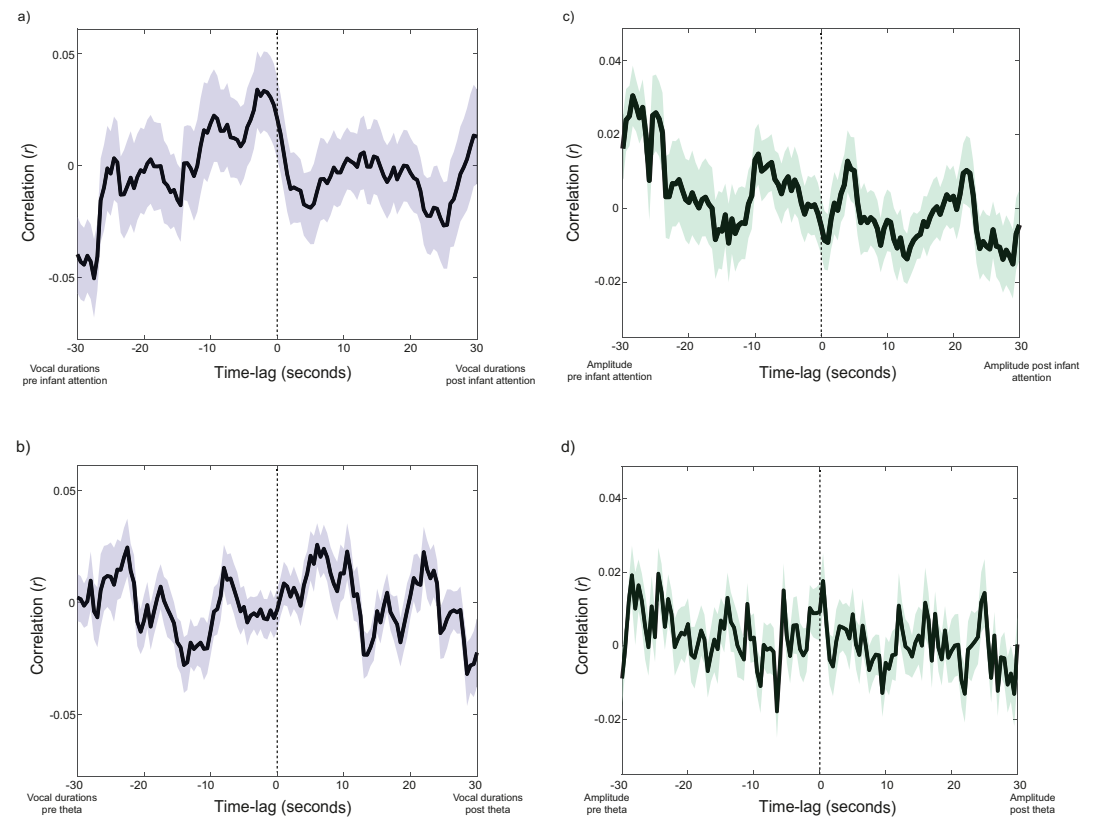 a)
0.05
0
-0.05
Correlation (r)
-30
-20
-10
0
10
20
30
Vocal durations
pre infant attention
Time-lag (seconds)
Vocal durations
post infant attention
c)
0.04
0.02
0
-0.02
Correlation (r)
-30
-20
-10
0
10
20
30
Amplitude
pre infant attention
Time-lag (seconds)
Amplitude post infant
attention
b)
0.05
0
-0.05
Correlation (r)
-30
-20
-10
0
10
20
30
Vocal durations
pre theta
Time-lag (seconds)
Vocal durations
post theta
d)
0.04
0.02
0
-0.02
Correlation (r)
-30
-20
-10
0
10
20
30
Amplitude
pre theta
Time-lag (seconds)
Amplitude
post theta